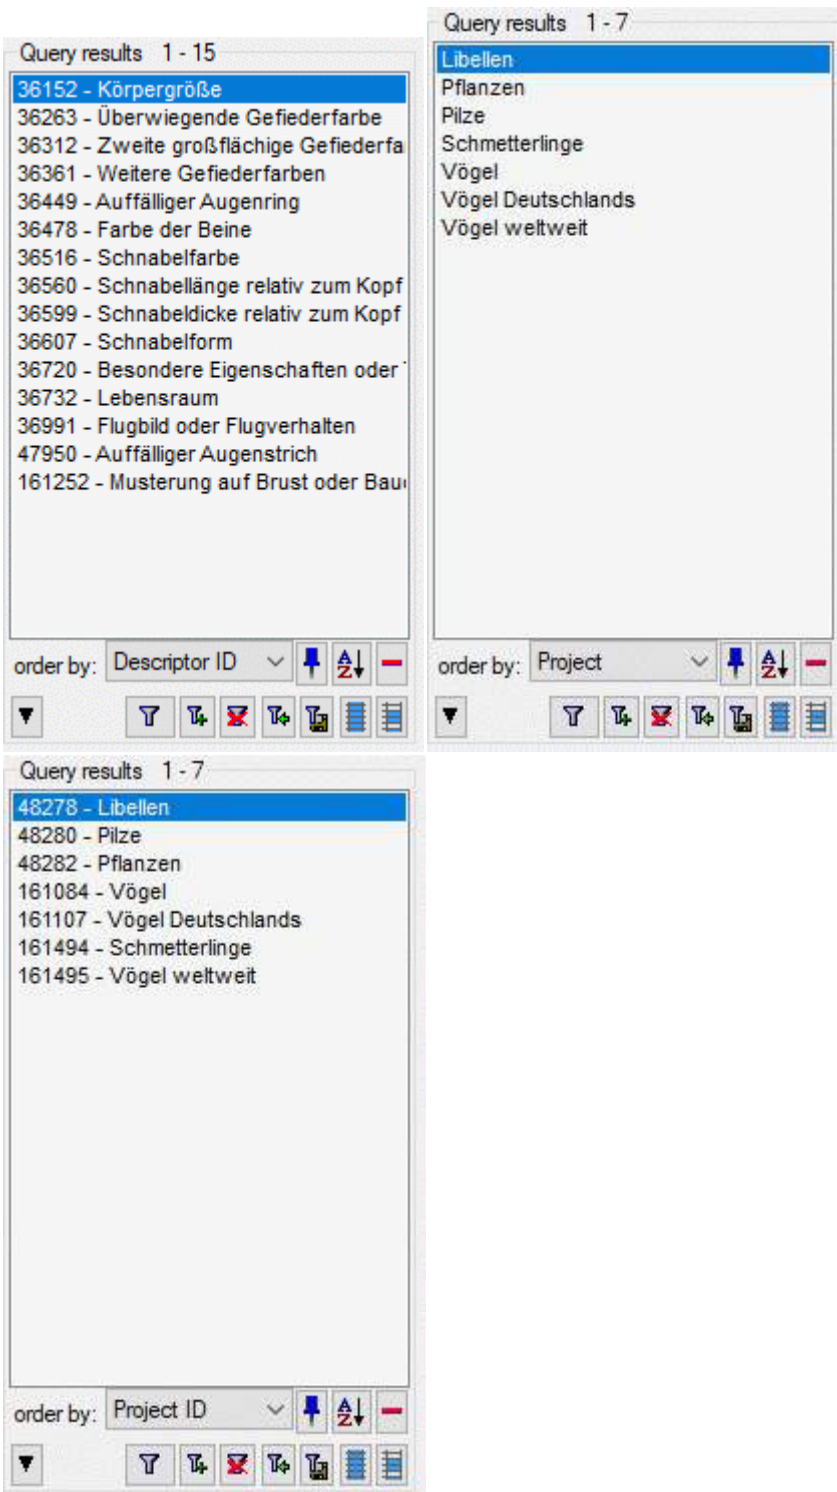 Query results 1 - 15
36152 - Körpergröße
36263 - Überwiegende Gefiederfarbe
36312 - Zweite großflächige Gefiederfa
36361 - Weitere Gefiederfarben
36449 - Auffälliger Augenring
36478 - Farbe der Beine
36516 - Schnabelfarbe
36560 - Schnabellänge relativ zum Kopf
36599 - Schnabeldicke relativ zum Kopf
36607 - Schnabelform
36720 - Besondere Eigenschaften oder
36732 - Lebensraum
36991 - Flugbild oder Flugverhalten
47950 - Auffälliger Augenstrich
161252 - Musterung auf Brust oder Bau
order by: Descriptor ID
Query results 1 - 7
Libellen
Pflanzen
Pilze
Schmetterlinge
Vögel
Vögel Deutschlands
Vögel weltweit
order by: Project
Query results 1 - 7
48278 - Libellen
48280 - Pilze
48282 - Pflanzen
161084 - Vögel
161107 - Vögel Deutschlands
161494 - Schmetterlinge
161495 - Vögel weltweit
order by: Project ID